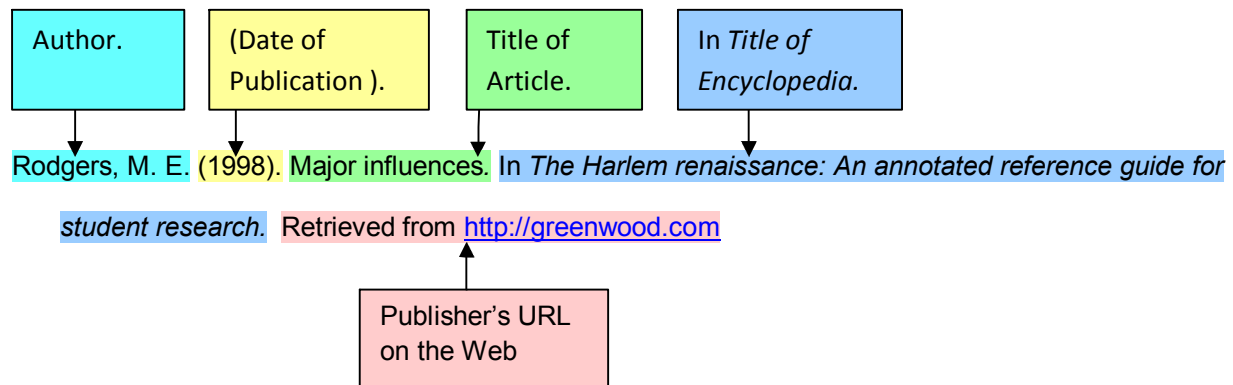 Author.
(Date of
Publication ).
Title of
Article.
In Title of
Encyclopedia.
Rodgers, M. E. (1998). Major influences. In The Harlem renaissance: An annotated reference guide for
student research. Retrieved from http://greenwood.com
Publisher’s URL
on the Web